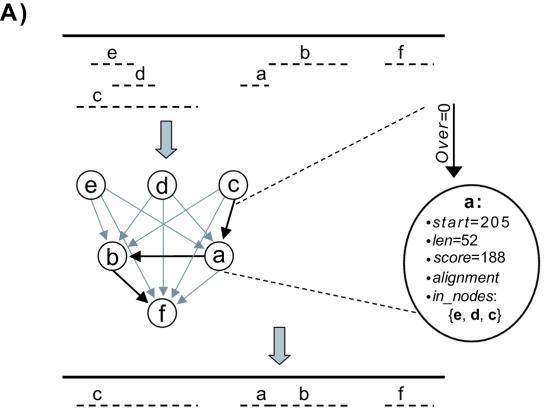 A)
e b f
d a
c
Over=0
e d c
a:
•start=205
•len=52
•score=188
•alignment
•in_nodes:
{e, d, c}
b a
f
c a b f